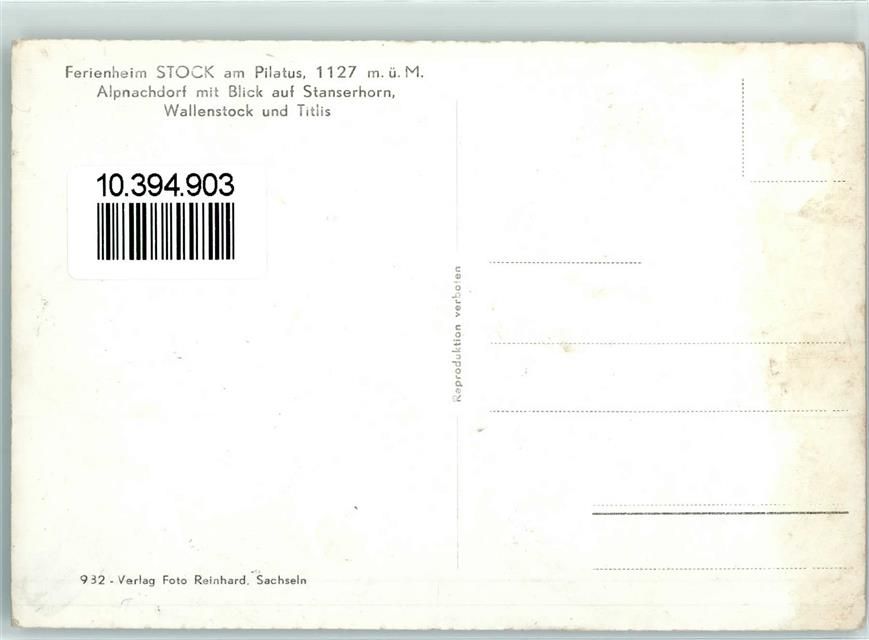 Ferienheim STOCK am Pilatus, 1127 m. ü. M.
Alpnachdorf mit Blick auf Stanserhorn,
Wallenstock und Titlis
10.394.903
Reproduktion verboten
932 - Verlag Foto Reinhard, Sachseln